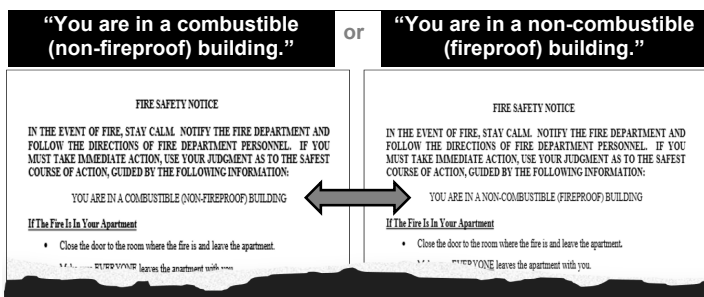 “You are in a combustible
(non-fireproof) building.”
or
“You are in a non-combustible
(fireproof) building.”
FIRE SAFETY NOTICE
IN THE EVENT OF FIRE, STAY CALM. NOTIFY THE FIRE DEPARTMENT AND
FOLLOW THE DIRECTIONS OF FIRE DEPARTMENT PERSONNEL. IF YOU
MUST TAKE IMMEDIATE ACTION, USE YOUR JUDGMENT AS TO THE SAFEST
COURSE OF ACTION, GUIDED BY THE FOLLOWING INFORMATION:
YOU ARE IN A COMBUSTIBLE (NON-FIREPROOF) BUILDING
If The Fire Is In Your Apartment
• Close the door to the room where the fire is and leave the apartment.
EVERYONE leaves the apartment with you.
FIRE SAFETY NOTICE
IN THE EVENT OF FIRE, STAY CALM. NOTIFY THE FIRE DEPARTMENT AND
FOLLOW THE DIRECTIONS OF FIRE DEPARTMENT PERSONNEL. IF YOU
MUST TAKE IMMEDIATE ACTION, USE YOUR JUDGMENT AS TO THE SAFEST
COURSE OF ACTION, GUIDED BY THE FOLLOWING INFORMATION:
YOU ARE IN A NON-COMBUSTIBLE (FIREPROOF) BUILDING
If The Fire Is In Your Apartment
• Close the door to the room where the fire is and leave the apartment.
EVERYONE leaves the apartment with you.